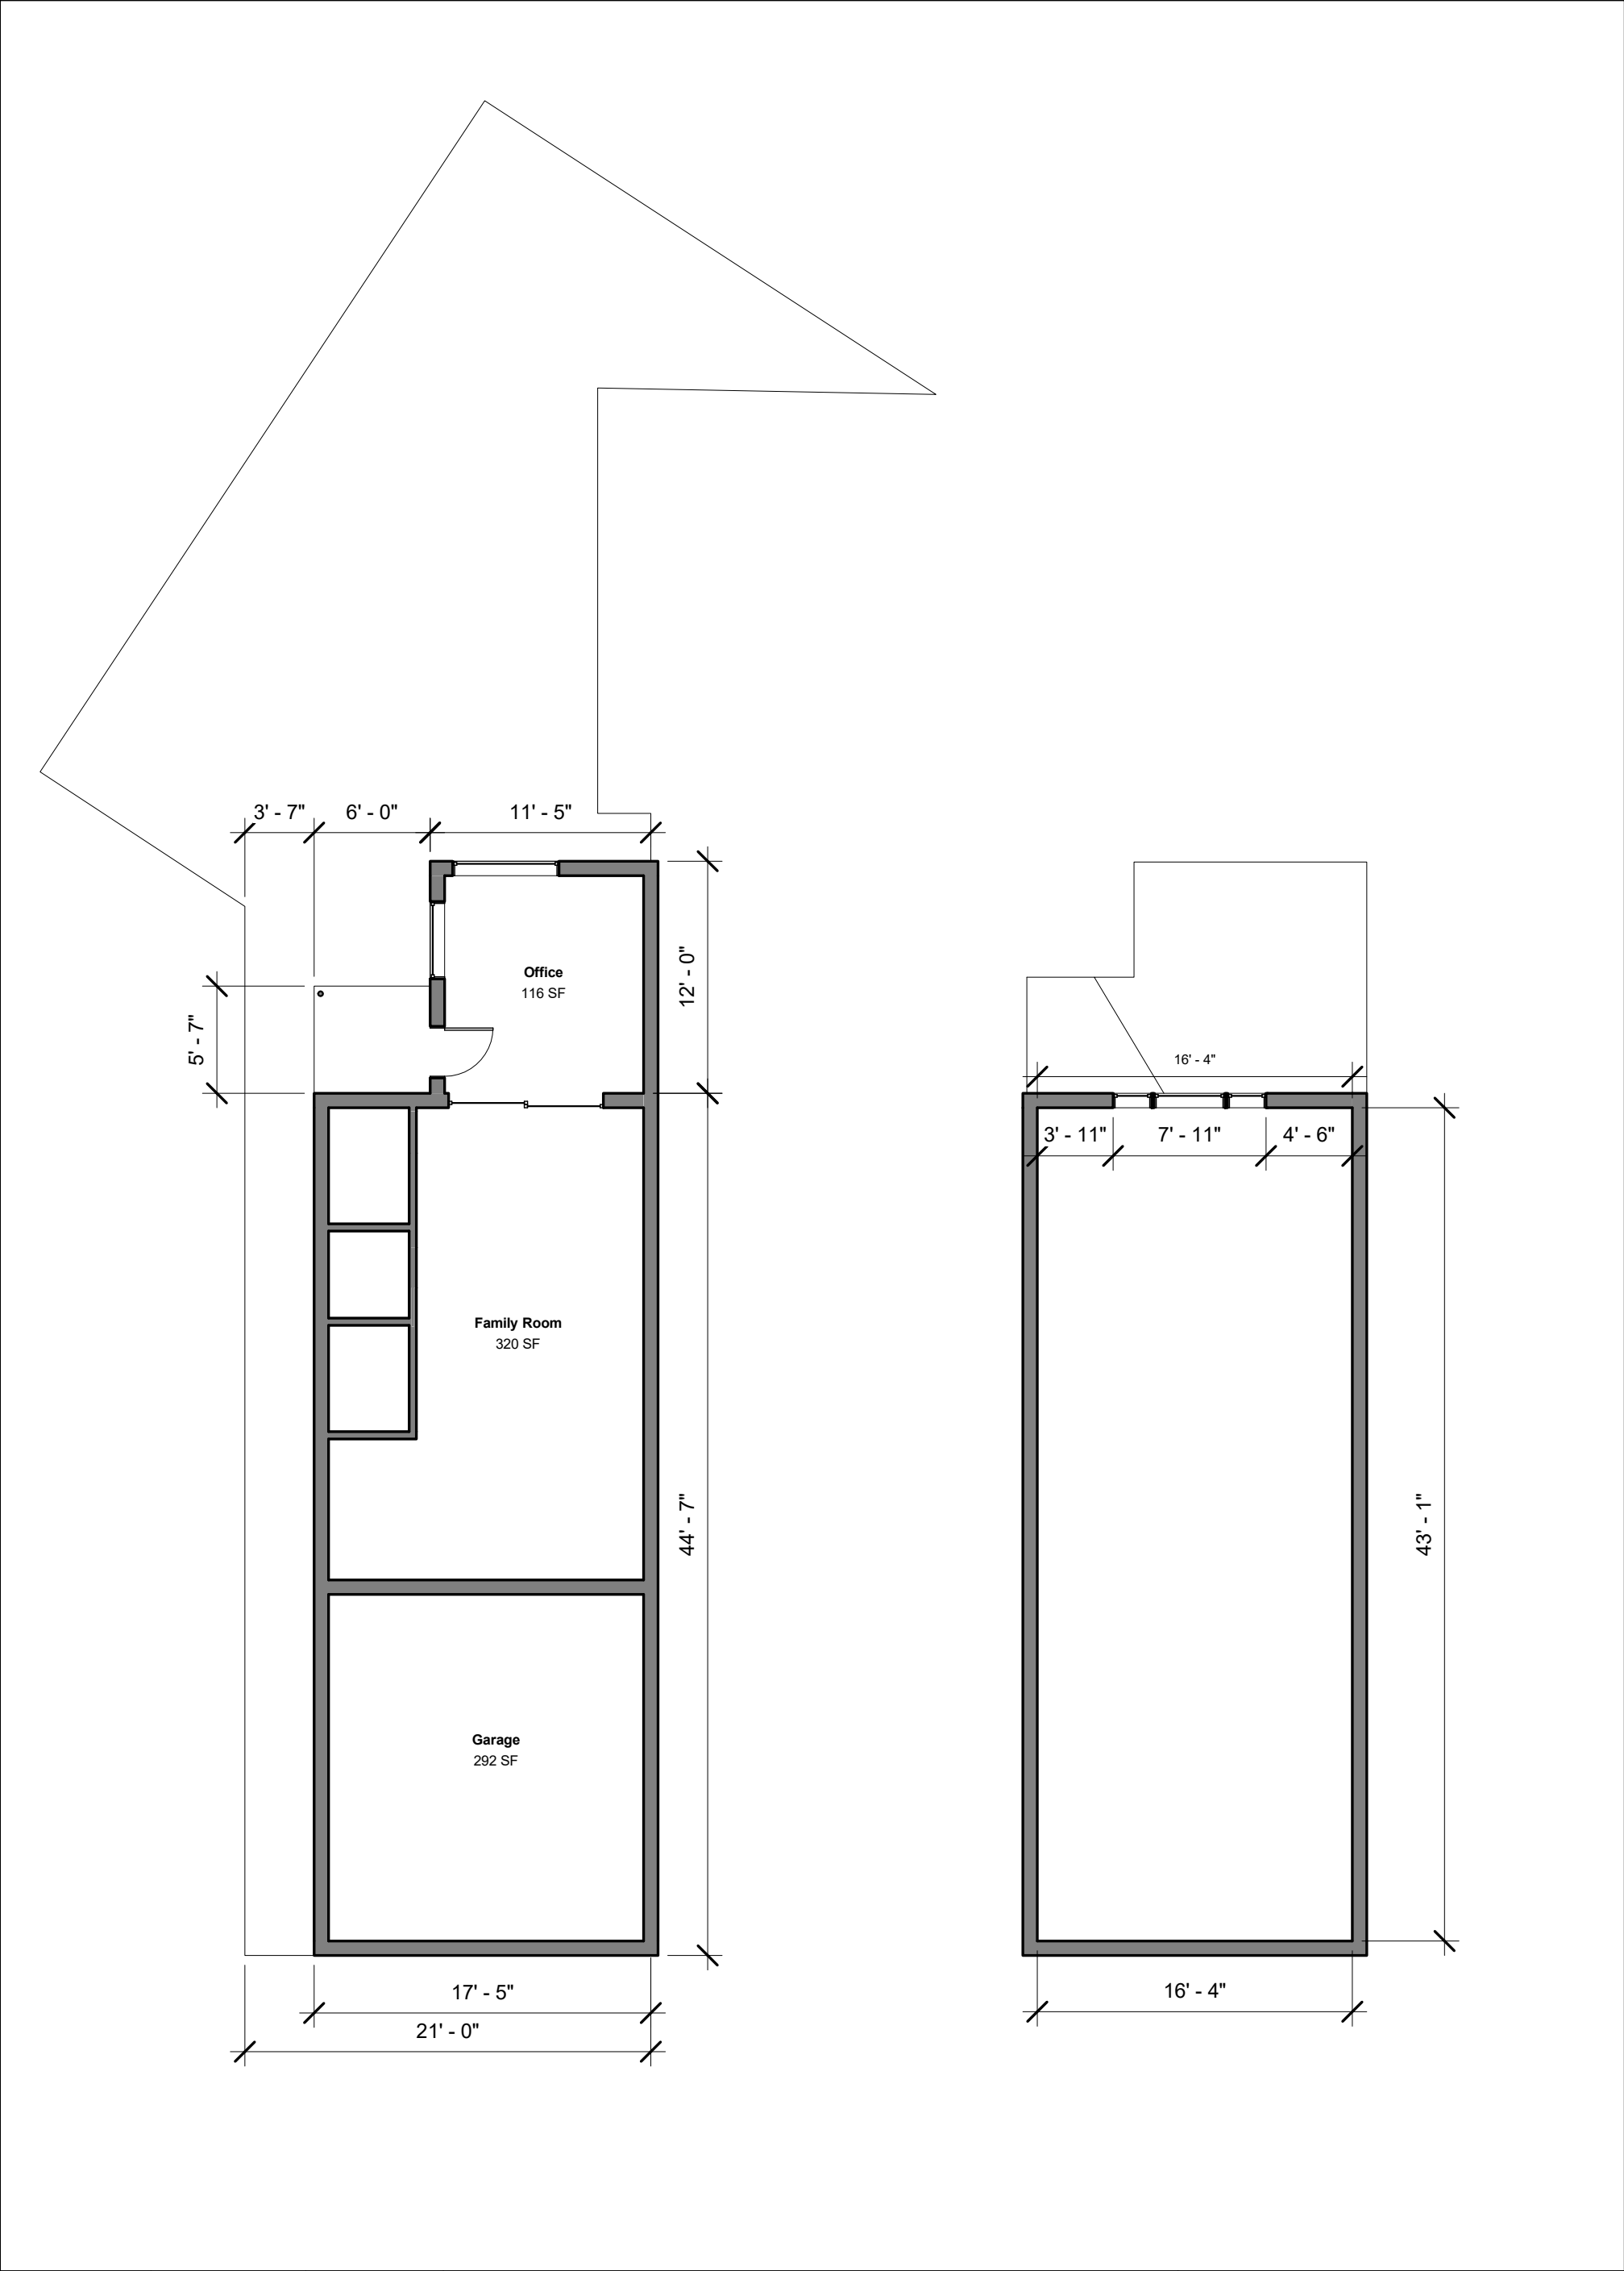 3' - 7"
6' - 0"
11' - 5"
12' - 0"
Office
116 SF
5' - 7"
16' - 4"
3' - 11"
7' - 11"
4' - 6"
Family Room
320 SF
44' - 7"
43' - 1"
Garage
292 SF
17' - 5"
16' - 4"
21' - 0"